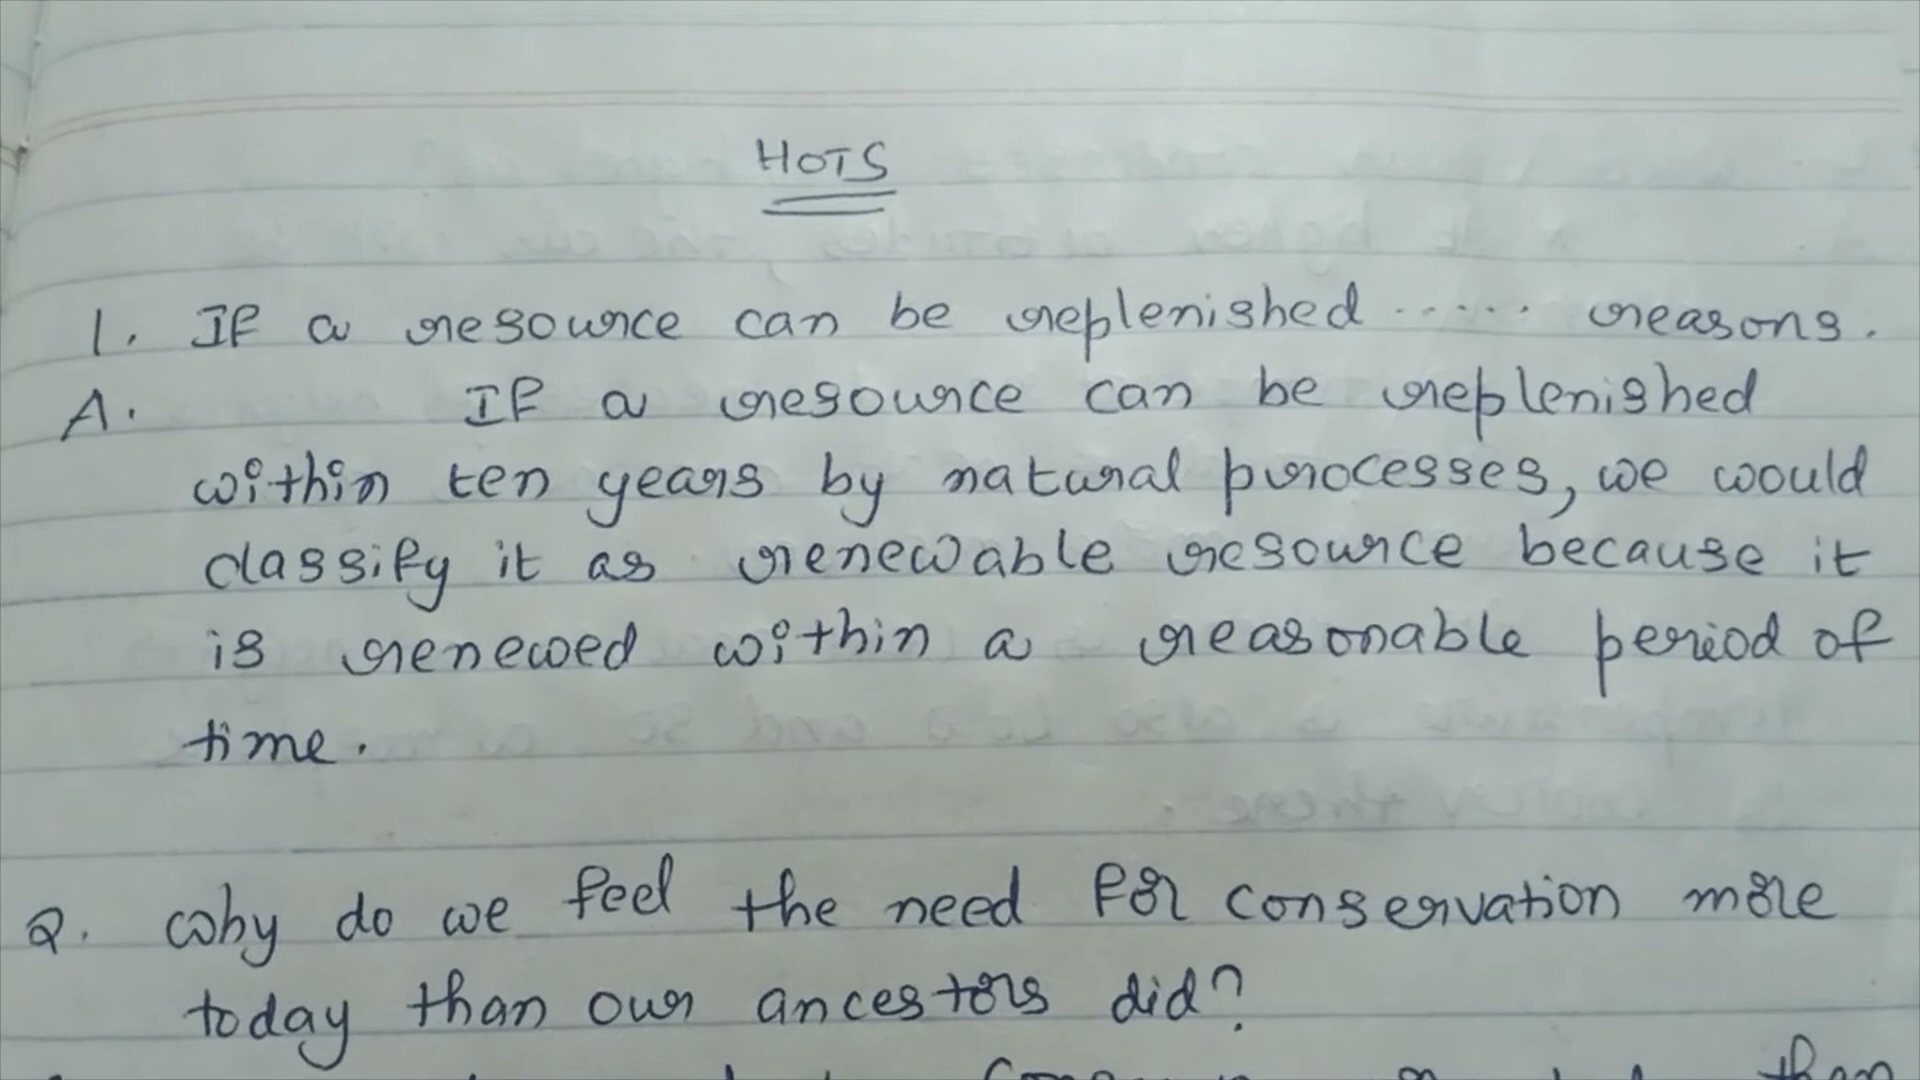 HOTS
1. If a resource can be replenished ..... reasons.
A. If a resource can be replenished
within ten years by natural processes, we would
classify it as renewable resource because it
is renewed within a reasonable period of
time.
2. Why do we feel the need for conservation more
today than our ancestors did?
than